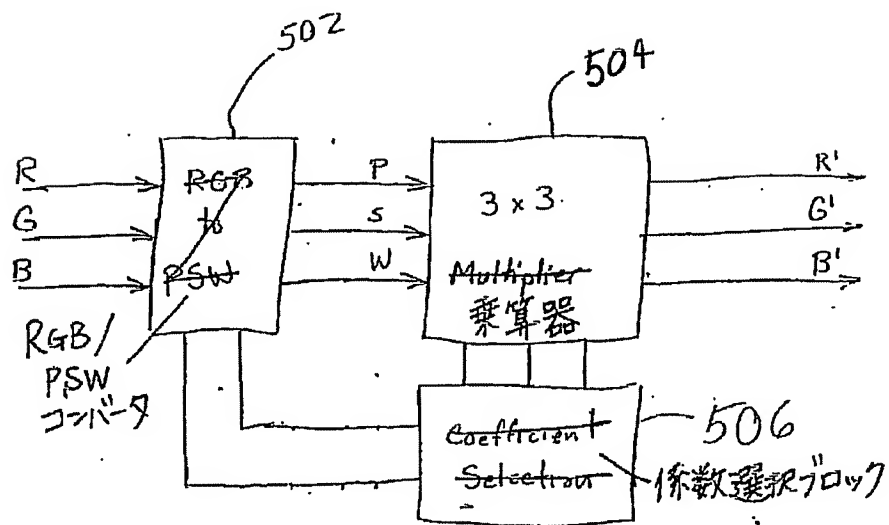 502
504
R
G
B
RGB
to
PSW
P
S
W
3 x 3
Multiplier
乗算器
R'
G'
B'
RGB/
PSW
コンバータ
Coefficient
Selection
506
係数選択ブロック